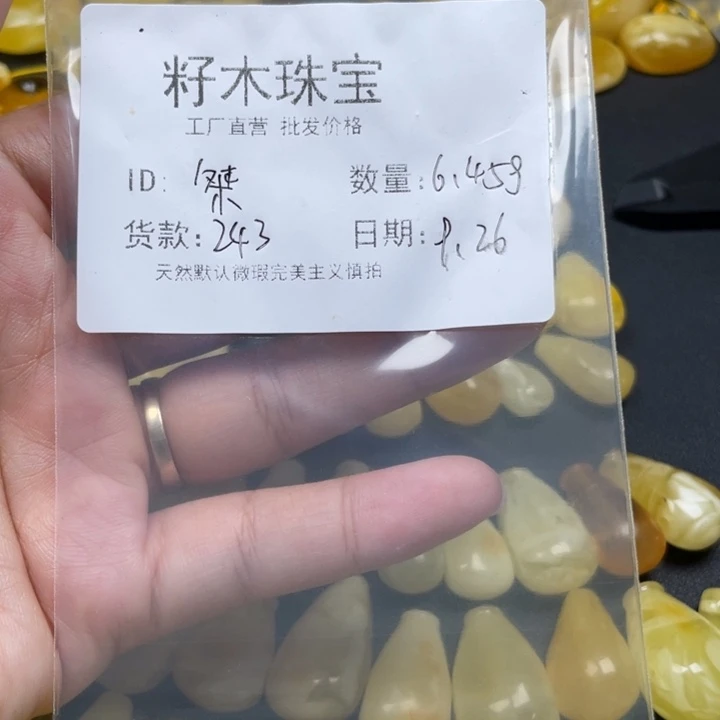 籽木珠宝
工厂直营 批发价格
ID: 数量:6.459
货款:243 日期:8.26
天然默认微瑕完美主义慎拍